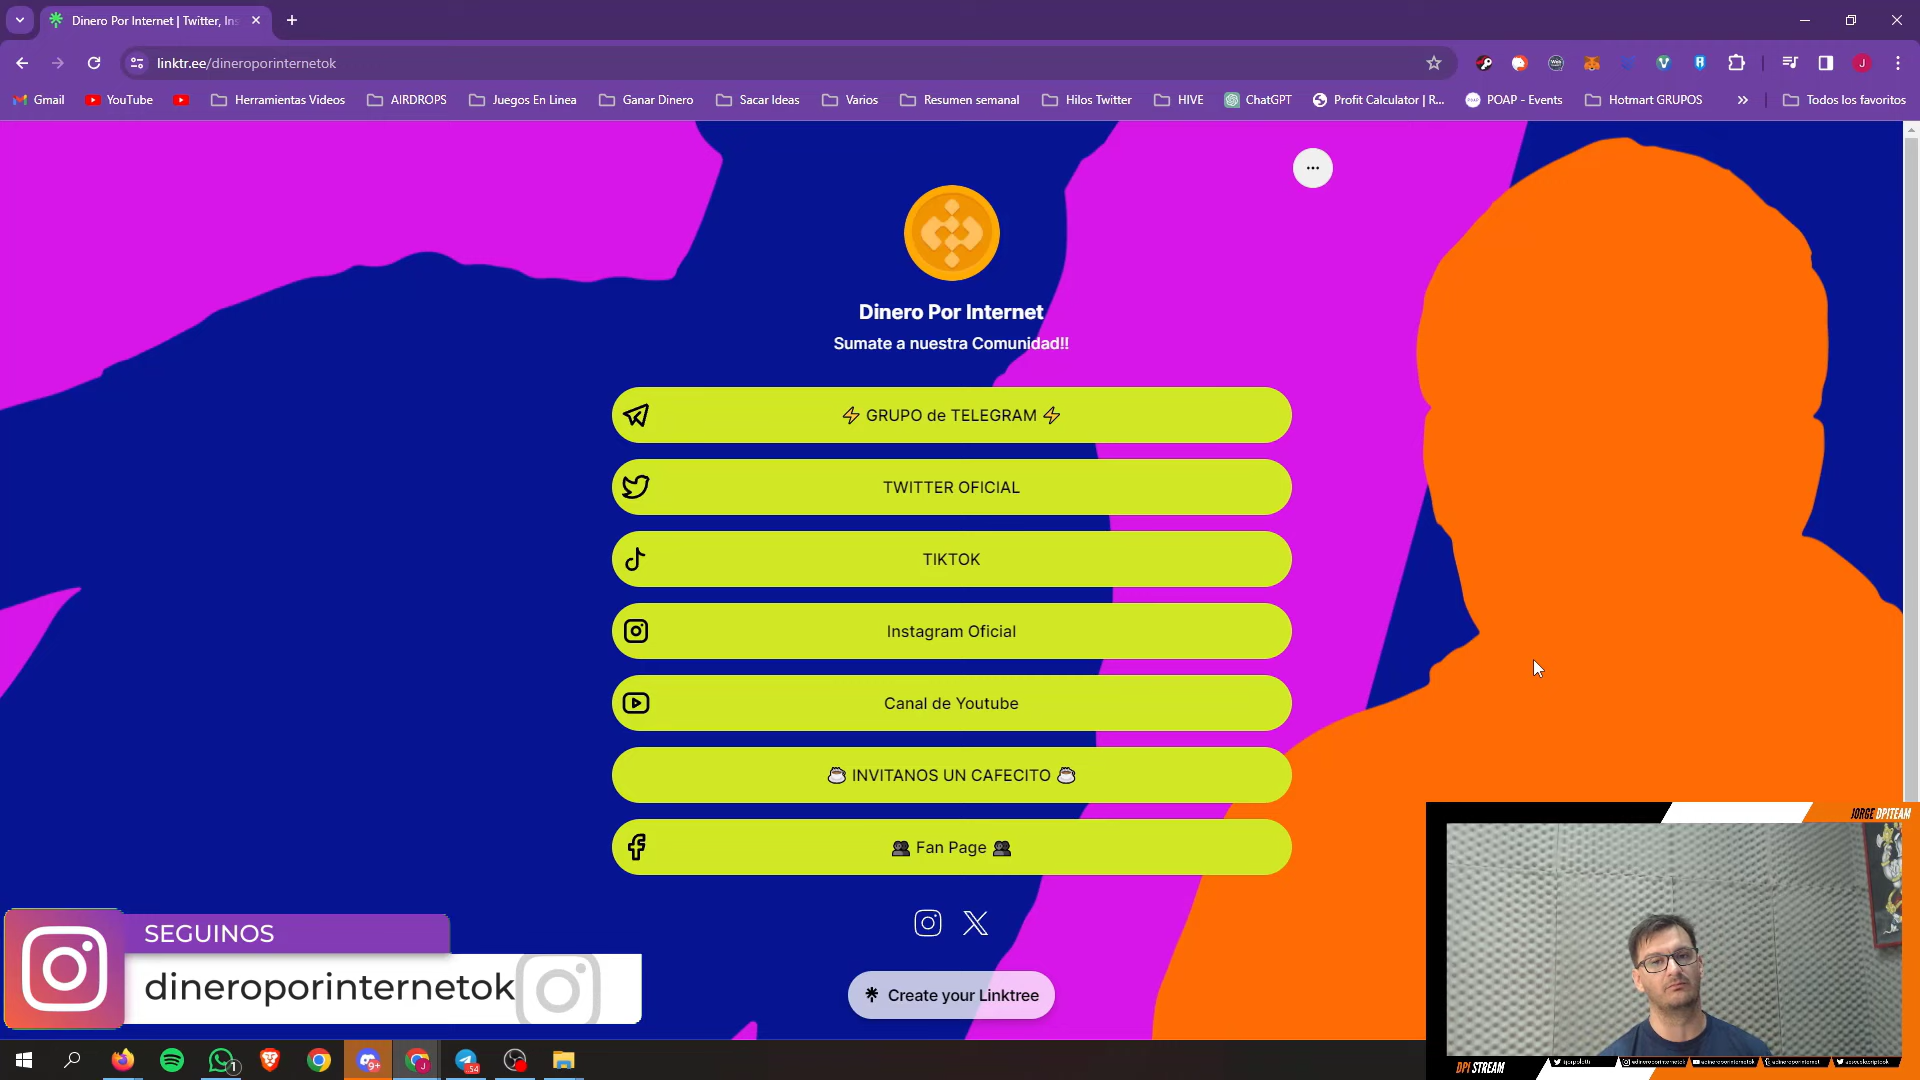 Dinero Por Internet | Twitter, Ins
linktr.ee/dineroporinternetok
Gmail
YouTube
Herramientas Videos
AIRDROPS
Juegos En Linea
Ganar Dinero
Sacar Ideas
Varios
Resumen semanal
Hilos Twitter
HIVE
ChatGPT
Profit Calculator | R...
POAP - Events
Hotmart GRUPOS
Todos los favoritos
Dinero Por Internet
Sumate a nuestra Comunidad!!
⚡ GRUPO de TELEGRAM ⚡
TWITTER OFICIAL
TIKTOK
Instagram Oficial
Canal de Youtube
☕ INVITANOS UN CAFECITO ☕
👥 Fan Page 👥
Create your Linktree
SEGUINOS
dineroporinternetok
JORGE DPITEAM
DPI STREAM